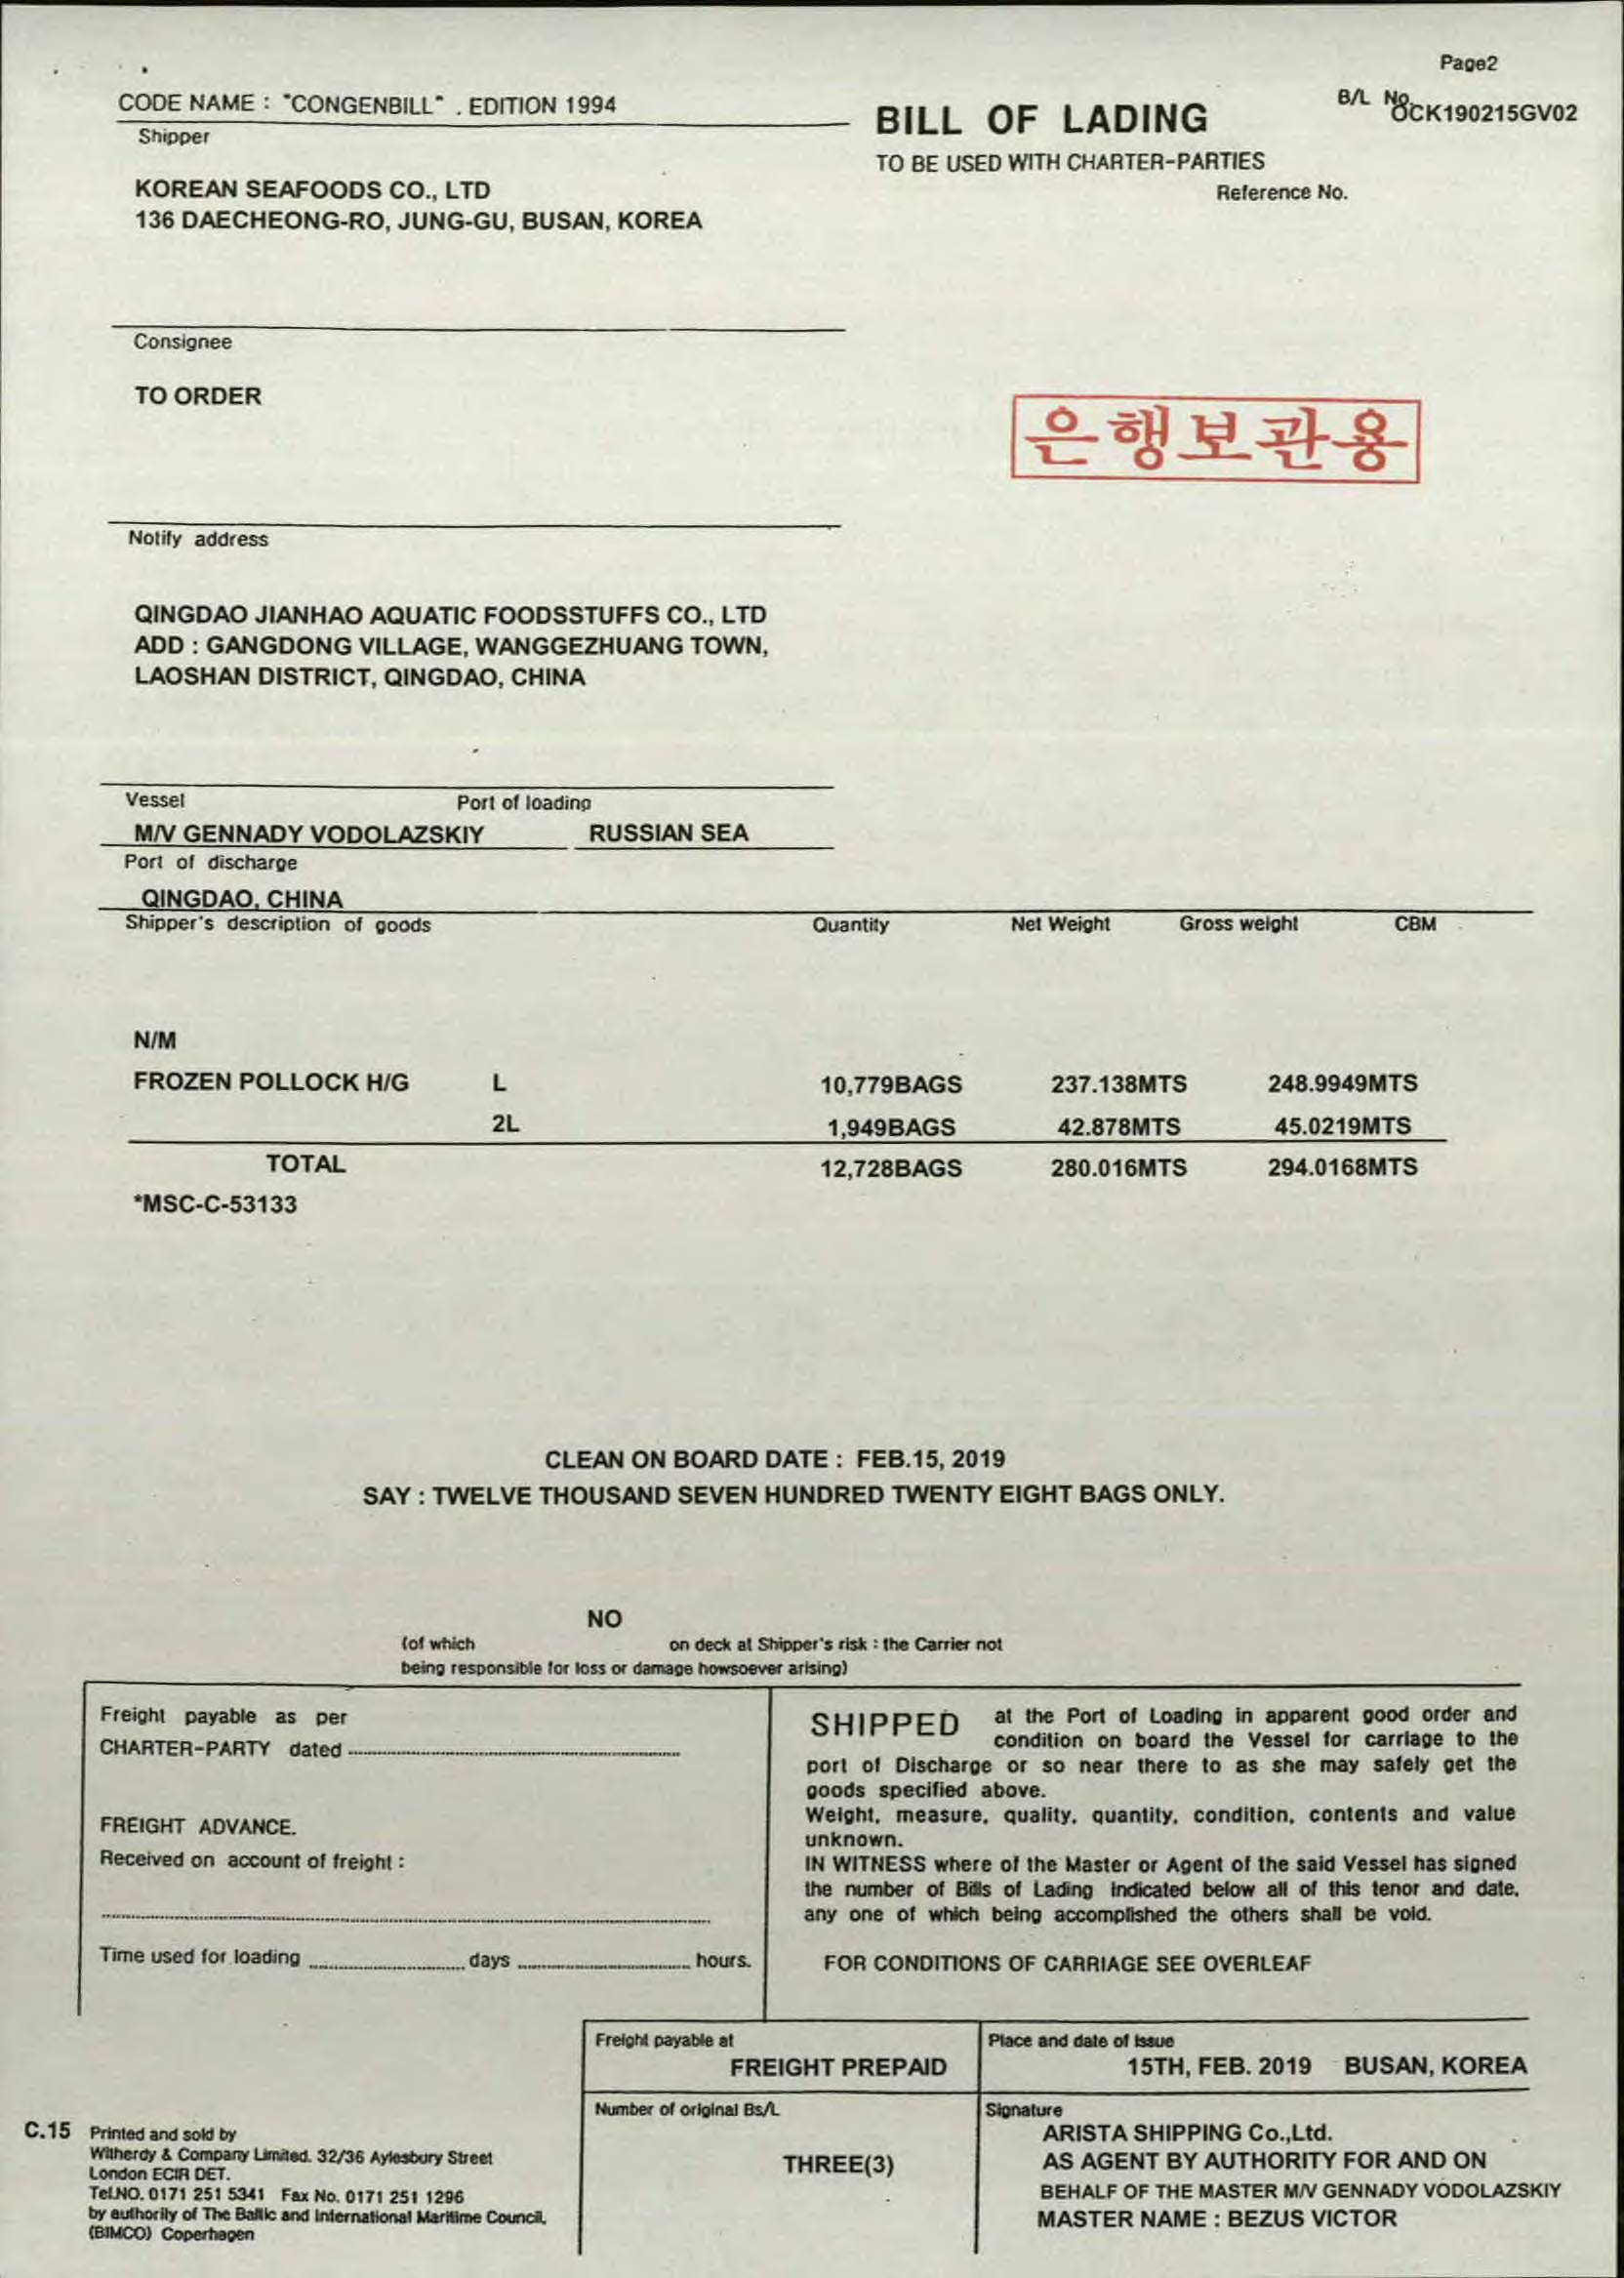 Page2
CODE NAME : "CONGENBILL" . EDITION 1994
B/L No.
OCK190215GV02
BILL OF LADING
TO BE USED WITH CHARTER-PARTIES
Reference No.
Shipper
KOREAN SEAFOODS CO., LTD
136 DAECHEONG-RO, JUNG-GU, BUSAN, KOREA
Consignee
TO ORDER
은행보관용
Notify address
QINGDAO JIANHAO AQUATIC FOODSSTUFFS CO., LTD
ADD : GANGDONG VILLAGE, WANGGEZHUANG TOWN,
LAOSHAN DISTRICT, QINGDAO, CHINA
Vessel Port of loading
M/V GENNADY VODOLAZSKIY RUSSIAN SEA
Port of discharge
QINGDAO, CHINA
Shipper's description of goods Quantity Net Weight Gross weight CBM
N/M
FROZEN POLLOCK H/G L 10,779BAGS 237.138MTS 248.9949MTS
2L 1,949BAGS 42.878MTS 45.0219MTS
TOTAL 12,728BAGS 280.016MTS 294.0168MTS
*MSC-C-53133
CLEAN ON BOARD DATE : FEB.15, 2019
SAY : TWELVE THOUSAND SEVEN HUNDRED TWENTY EIGHT BAGS ONLY.
NO
(of which on deck at Shipper's risk : the Carrier not
being responsible for loss or damage howsoever arising)
Freight payable as per
CHARTER-PARTY dated
FREIGHT ADVANCE.
Received on account of freight :
Time used for loading days hours.
SHIPPED at the Port of Loading in apparent good order and
condition on board the Vessel for carriage to the
port of Discharge or so near there to as she may safely get the
goods specified above.
Weight, measure, quality, quantity, condition, contents and value
unknown.
IN WITNESS where of the Master or Agent of the said Vessel has signed
the number of Bills of Lading indicated below all of this tenor and date,
any one of which being accomplished the others shall be void.
FOR CONDITIONS OF CARRIAGE SEE OVERLEAF
Freight payable at
FREIGHT PREPAID
Place and date of issue
15TH, FEB. 2019 BUSAN, KOREA
Number of original Bs/L
THREE(3)
Signature
ARISTA SHIPPING Co.,Ltd.
AS AGENT BY AUTHORITY FOR AND ON
BEHALF OF THE MASTER M/V GENNADY VODOLAZSKIY
MASTER NAME : BEZUS VICTOR
C.15 Printed and sold by
Witherdy & Company Limited. 32/36 Aylesbury Street
London ECIR DET.
Tel.NO. 0171 251 5341 Fax No. 0171 251 1296
by authority of The Baltic and International Maritime Council,
(BIMCO) Coperhagen